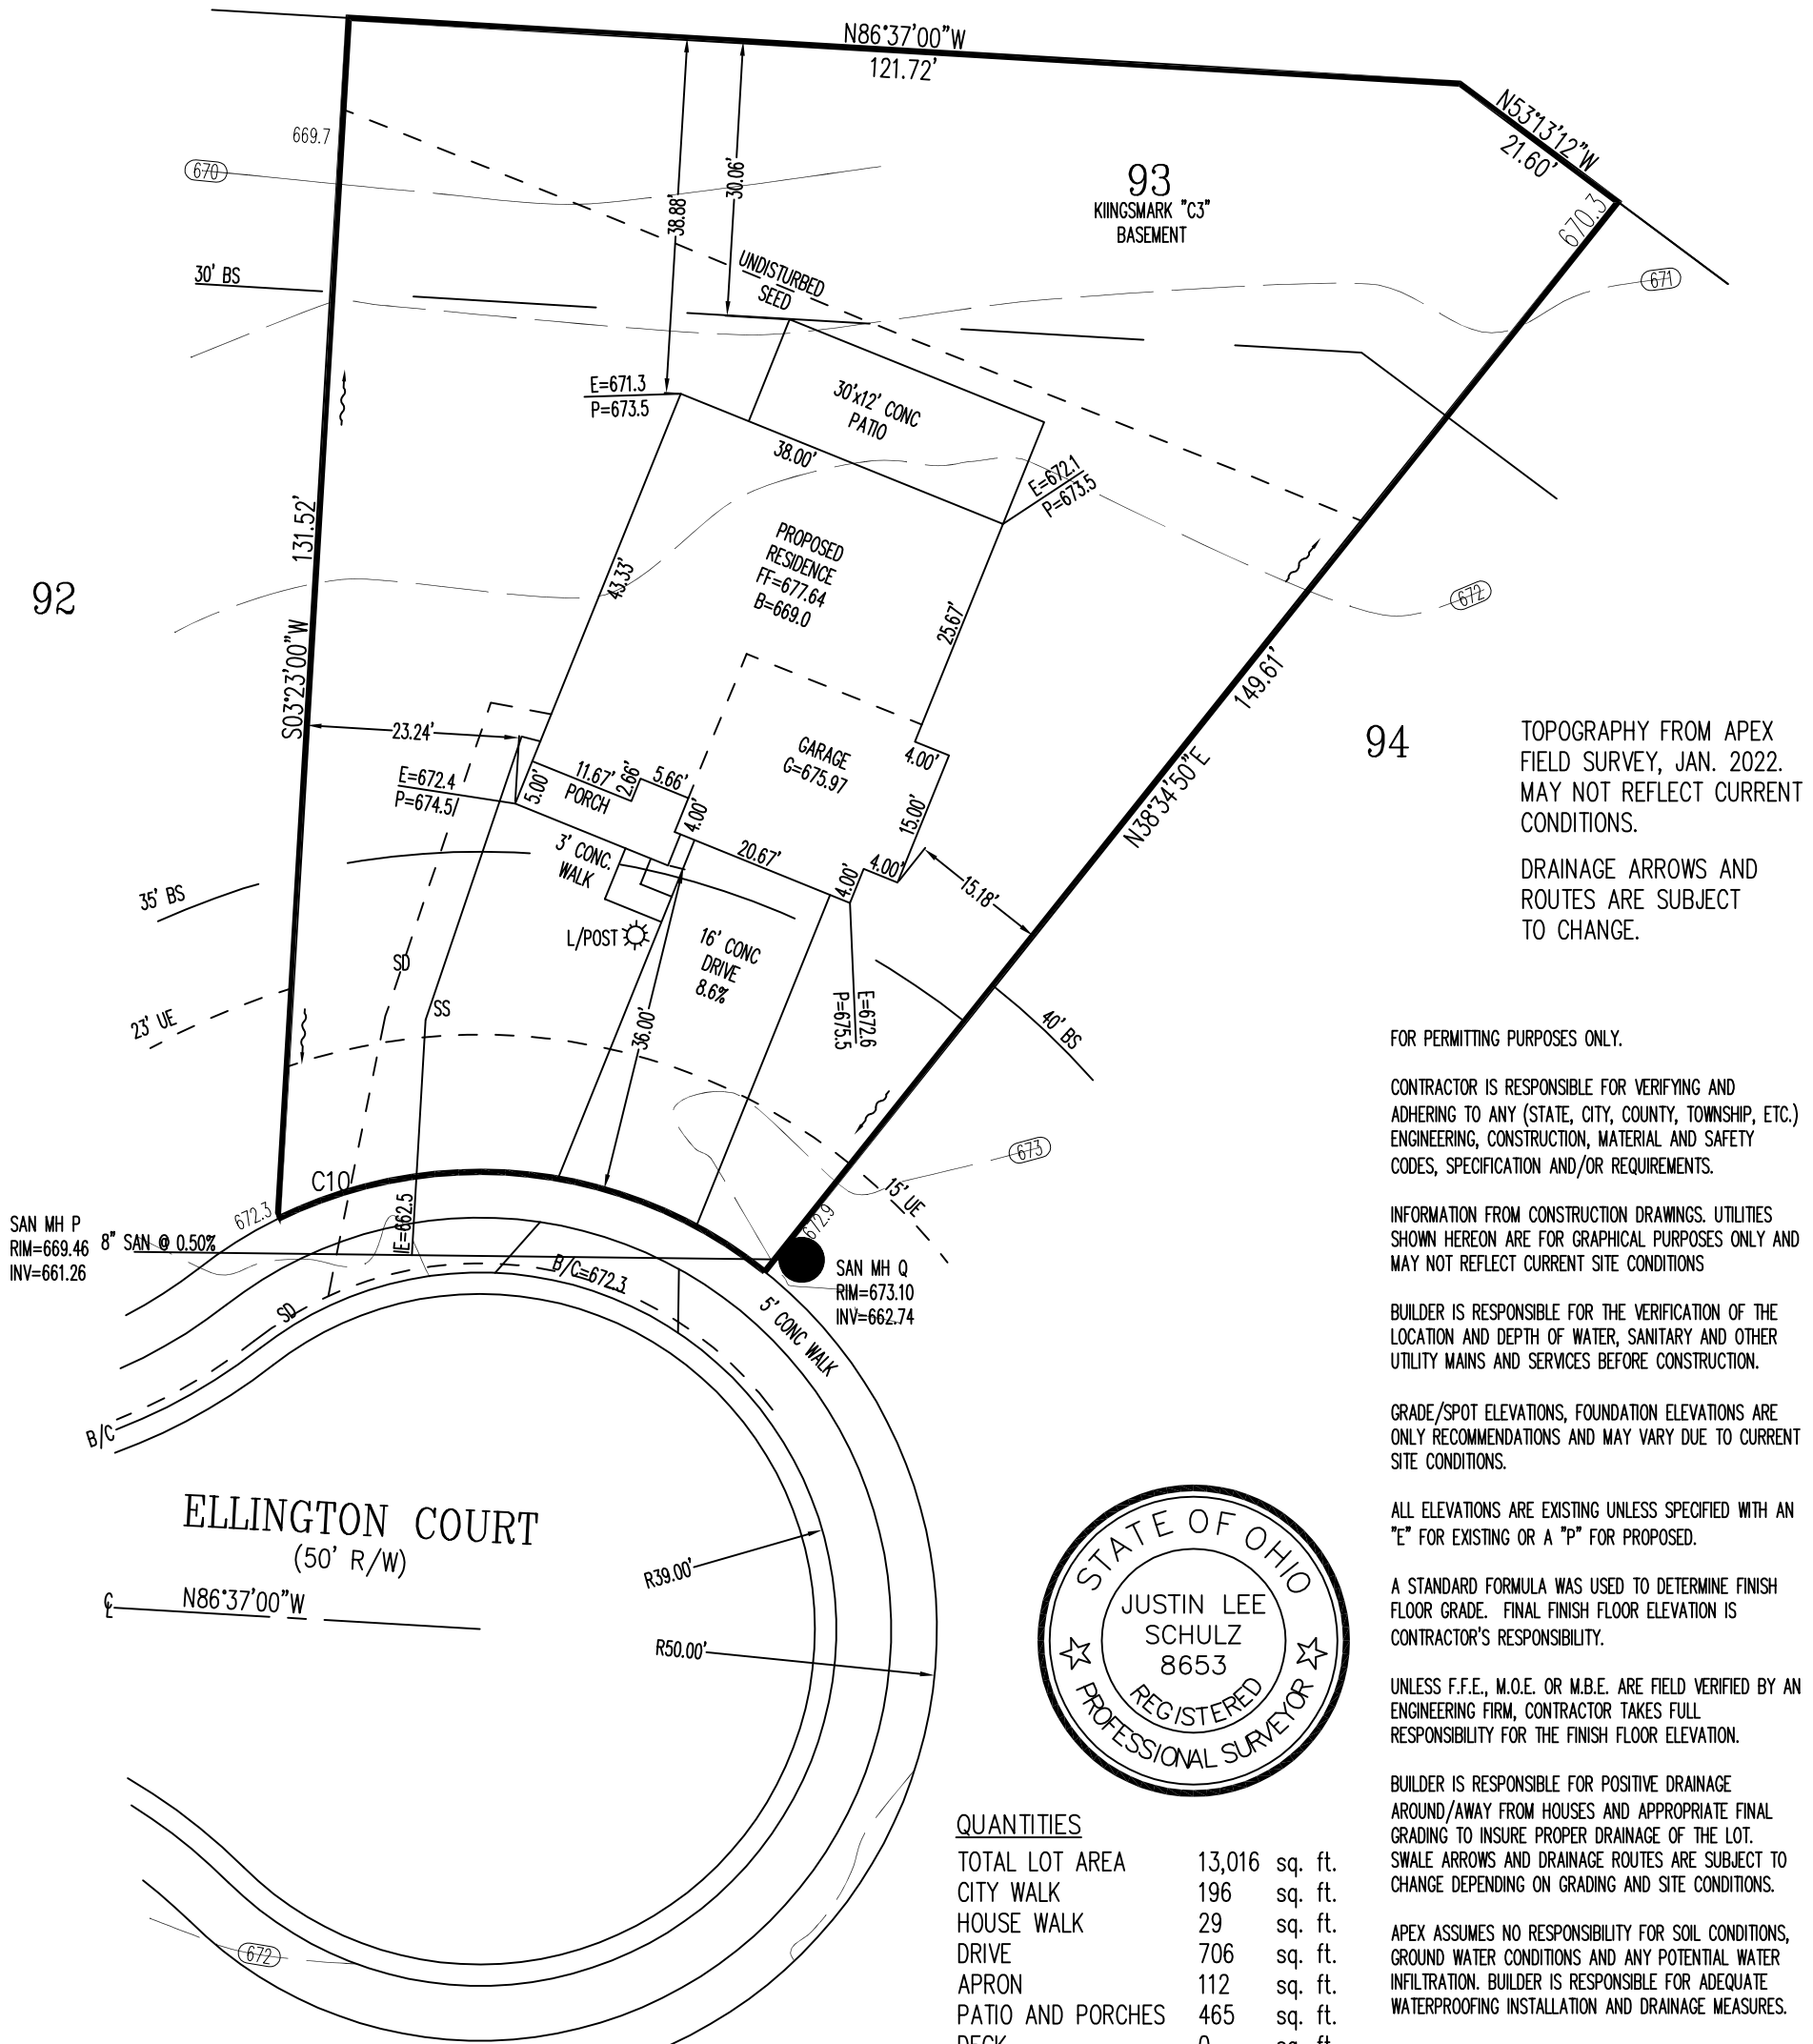 N86°37'00"W
121.72'
N53°13'12"W
21.60'
669.7
670
38.88'
30.06'
93
KIINGSMARK "C3"
BASEMENT
670.3
30' BS
UNDISTURBED
SEED
671
E=671.3
P=673.5
30'x12' CONC
PATIO
38.00'
E=672.1
P=673.5
131.52'
S03°23'00"W
92
43.33'
PROPOSED
RESIDENCE
FF=677.64
B=669.0
25.67'
672
149.61'
N38°34'50"E
94
TOPOGRAPHY FROM APEX
FIELD SURVEY, JAN. 2022.
MAY NOT REFLECT CURRENT
CONDITIONS.
DRAINAGE ARROWS AND
ROUTES ARE SUBJECT
TO CHANGE.
23.24'
E=672.4
P=674.5
5.00'
11.67'
PORCH
2.66'
5.66'
4.00'
GARAGE
G=675.97
4.00'
15.00'
20.67'
4.00'
4.00'
15.18'
3' CONC.
WALK
35' BS
L/POST
16' CONC
DRIVE
8.6%
SD
SS
23' UE
36.00'
E=672.6
P=675.5
40' BS
673
15' UE
C10
672.3
672.9
IE=662.5
SAN MH P
RIM=669.46
INV=661.26
8" SAN @ 0.50%
B/C=672.3
SAN MH Q
RIM=673.10
INV=662.74
SD
5' CONC WALK
B/C
ELLINGTON COURT
(50' R/W)
N86°37'00"W
R39.00'
R50.00'
672
STATE OF OHIO
JUSTIN LEE
SCHULZ
8653
REGISTERED
PROFESSIONAL SURVEYOR
QUANTITIES
TOTAL LOT AREA 13,016 sq. ft.
CITY WALK 196 sq. ft.
HOUSE WALK 29 sq. ft.
DRIVE 706 sq. ft.
APRON 112 sq. ft.
PATIO AND PORCHES 465 sq. ft.
DECK 0 sq. ft.
FOR PERMITTING PURPOSES ONLY.
CONTRACTOR IS RESPONSIBLE FOR VERIFYING AND
ADHERING TO ANY (STATE, CITY, COUNTY, TOWNSHIP, ETC.)
ENGINEERING, CONSTRUCTION, MATERIAL AND SAFETY
CODES, SPECIFICATION AND/OR REQUIREMENTS.
INFORMATION FROM CONSTRUCTION DRAWINGS. UTILITIES
SHOWN HEREON ARE FOR GRAPHICAL PURPOSES ONLY AND
MAY NOT REFLECT CURRENT SITE CONDITIONS
BUILDER IS RESPONSIBLE FOR THE VERIFICATION OF THE
LOCATION AND DEPTH OF WATER, SANITARY AND OTHER
UTILITY MAINS AND SERVICES BEFORE CONSTRUCTION.
GRADE/SPOT ELEVATIONS, FOUNDATION ELEVATIONS ARE
ONLY RECOMMENDATIONS AND MAY VARY DUE TO CURRENT
SITE CONDITIONS.
ALL ELEVATIONS ARE EXISTING UNLESS SPECIFIED WITH AN
"E" FOR EXISTING OR A "P" FOR PROPOSED.
A STANDARD FORMULA WAS USED TO DETERMINE FINISH
FLOOR GRADE. FINAL FINISH FLOOR ELEVATION IS
CONTRACTOR'S RESPONSIBILITY.
UNLESS F.F.E., M.O.E. OR M.B.E. ARE FIELD VERIFIED BY AN
ENGINEERING FIRM, CONTRACTOR TAKES FULL
RESPONSIBILITY FOR THE FINISH FLOOR ELEVATION.
BUILDER IS RESPONSIBLE FOR POSITIVE DRAINAGE
AROUND/AWAY FROM HOUSES AND APPROPRIATE FINAL
GRADING TO INSURE PROPER DRAINAGE OF THE LOT.
SWALE ARROWS AND DRAINAGE ROUTES ARE SUBJECT TO
CHANGE DEPENDING ON GRADING AND SITE CONDITIONS.
APEX ASSUMES NO RESPONSIBILITY FOR SOIL CONDITIONS,
GROUND WATER CONDITIONS AND ANY POTENTIAL WATER
INFILTRATION. BUILDER IS RESPONSIBLE FOR ADEQUATE
WATERPROOFING INSTALLATION AND DRAINAGE MEASURES.